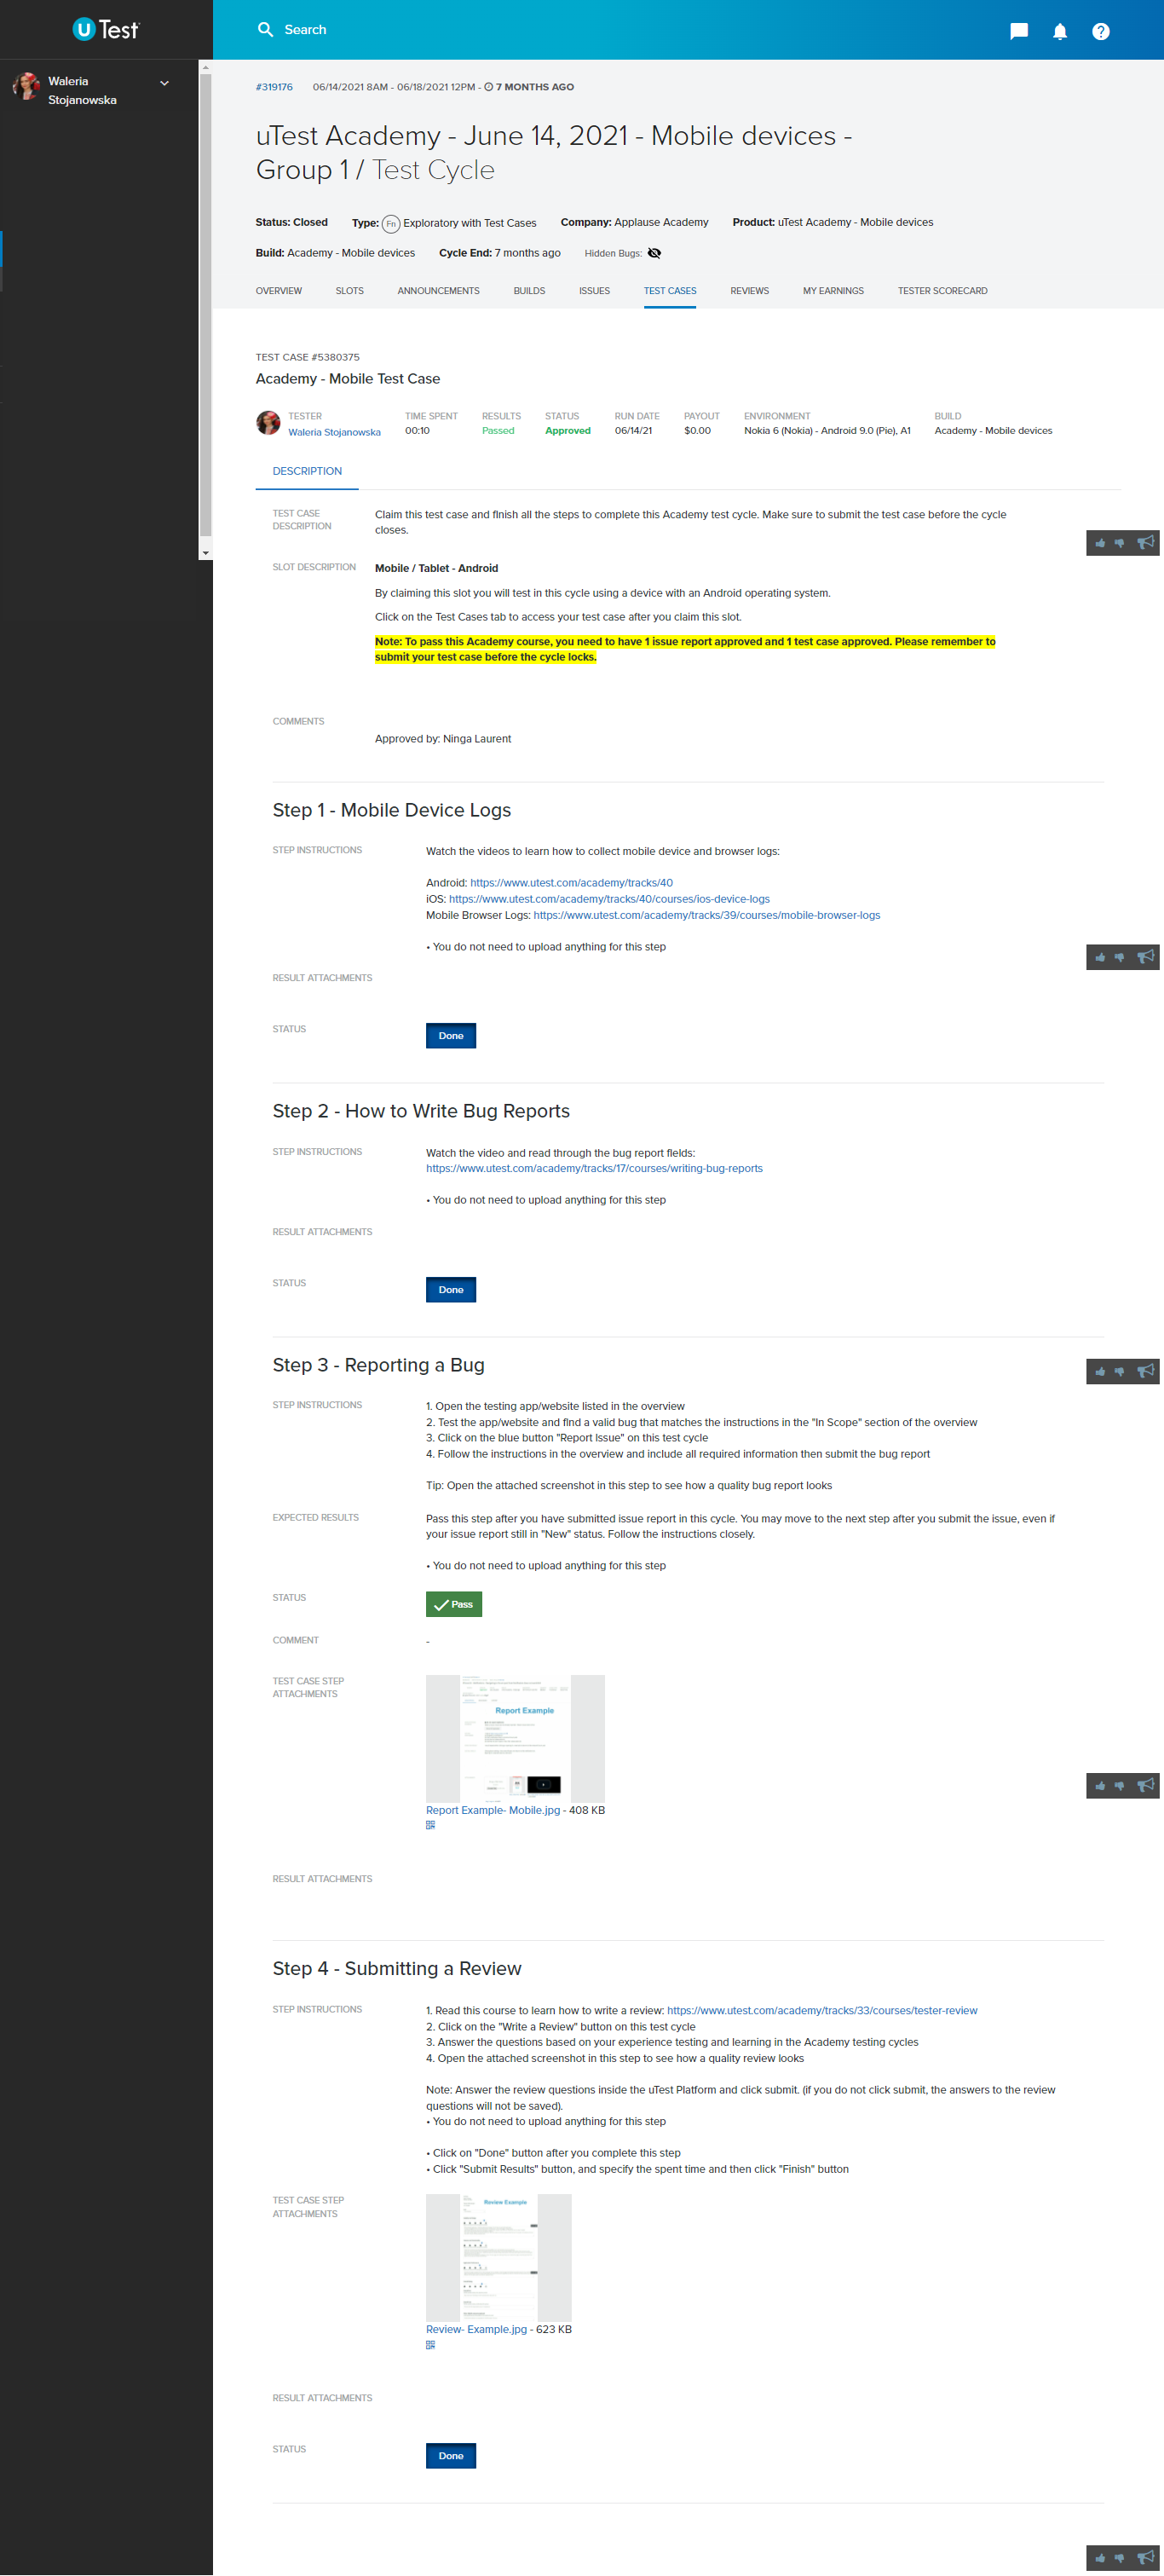 uTest
Search
Waleria
Stojanowska
#319176 06/14/2021 8AM - 06/18/2021 12PM - 7 MONTHS AGO
uTest Academy - June 14, 2021 - Mobile devices -
Group 1 / Test Cycle
Status: Closed Type: Fn Exploratory with Test Cases Company: Applause Academy Product: uTest Academy - Mobile devices
Build: Academy - Mobile devices Cycle End: 7 months ago Hidden Bugs:
OVERVIEW SLOTS ANNOUNCEMENTS BUILDS ISSUES TEST CASES REVIEWS MY EARNINGS TESTER SCORECARD
TEST CASE #5380375
Academy - Mobile Test Case
TESTER TIME SPENT RESULTS STATUS RUN DATE PAYOUT ENVIRONMENT BUILD
Waleria Stojanowska 00:10 Passed Approved 06/14/21 $0.00 Nokia 6 (Nokia) - Android 9.0 (Pie), A1 Academy - Mobile devices
DESCRIPTION
TEST CASE
DESCRIPTION
Claim this test case and finish all the steps to complete this Academy test cycle. Make sure to submit the test case before the cycle
closes.
SLOT DESCRIPTION
Mobile / Tablet - Android
By claiming this slot you will test in this cycle using a device with an Android operating system.
Click on the Test Cases tab to access your test case after you claim this slot.
Note: To pass this Academy course, you need to have 1 issue report approved and 1 test case approved. Please remember to
submit your test case before the cycle locks.
COMMENTS
Approved by: Ninga Laurent
Step 1 - Mobile Device Logs
STEP INSTRUCTIONS
Watch the videos to learn how to collect mobile device and browser logs:
Android: https://www.utest.com/academy/tracks/40
iOS: https://www.utest.com/academy/tracks/40/courses/ios-device-logs
Mobile Browser Logs: https://www.utest.com/academy/tracks/39/courses/mobile-browser-logs
• You do not need to upload anything for this step
RESULT ATTACHMENTS
STATUS
Done
Step 2 - How to Write Bug Reports
STEP INSTRUCTIONS
Watch the video and read through the bug report fields:
https://www.utest.com/academy/tracks/17/courses/writing-bug-reports
• You do not need to upload anything for this step
RESULT ATTACHMENTS
STATUS
Done
Step 3 - Reporting a Bug
STEP INSTRUCTIONS
1. Open the testing app/website listed in the overview
2. Test the app/website and find a valid bug that matches the instructions in the "In Scope" section of the overview
3. Click on the blue button "Report Issue" on this test cycle
4. Follow the instructions in the overview and include all required information then submit the bug report
Tip: Open the attached screenshot in this step to see how a quality bug report looks
EXPECTED RESULTS
Pass this step after you have submitted issue report in this cycle. You may move to the next step after you submit the issue, even if
your issue report still in "New" status. Follow the instructions closely.
• You do not need to upload anything for this step
STATUS
Pass
COMMENT
-
TEST CASE STEP
ATTACHMENTS
Report Example
Report Example- Mobile.jpg - 408 KB
RESULT ATTACHMENTS
Step 4 - Submitting a Review
STEP INSTRUCTIONS
1. Read this course to learn how to write a review: https://www.utest.com/academy/tracks/33/courses/tester-review
2. Click on the "Write a Review" button on this test cycle
3. Answer the questions based on your experience testing and learning in the Academy testing cycles
4. Open the attached screenshot in this step to see how a quality review looks
Note: Answer the review questions inside the uTest Platform and click submit. (if you do not click submit, the answers to the review
questions will not be saved).
• You do not need to upload anything for this step
• Click on "Done" button after you complete this step
• Click "Submit Results" button, and specify the spent time and then click "Finish" button
TEST CASE STEP
ATTACHMENTS
Review Example
Review- Example.jpg - 623 KB
RESULT ATTACHMENTS
STATUS
Done